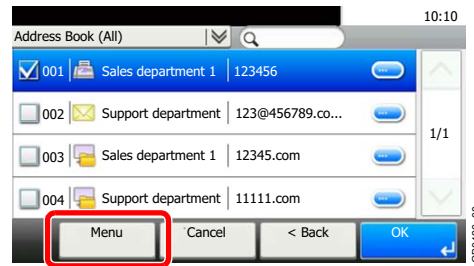 10:10
Address Book (All)
001 Sales department 1 123456
002 Support department 123@456789.co...
003 Sales department 1 12345.com
004 Support department 11111.com
1/1
Menu Cancel < Back OK